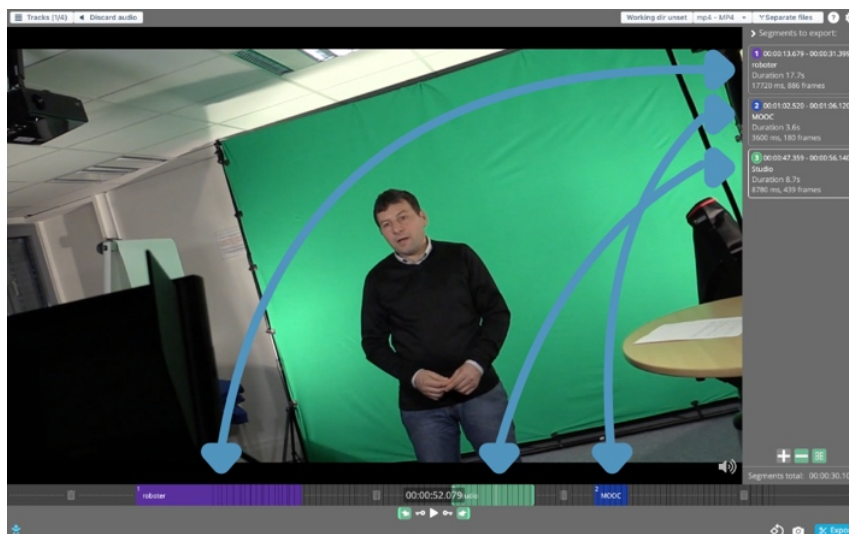 Tracks (1/4)
Discard audio
Working dir unset
mp4 - MP4
Separate files
?
Segments to export:
1 00:00:13.679 - 00:00:31.399
roboter
Duration 17.7s
17720 ms, 886 frames
2 00:01:02.520 - 00:01:06.120
MOOC
Duration 3.6s
3600 ms, 180 frames
3 00:00:47.359 - 00:00:56.140
Studio
Duration 8.7s
8780 ms, 439 frames
Segments total: 00:00:30.10
1
roboter
00:00:52.079
2
MOOC